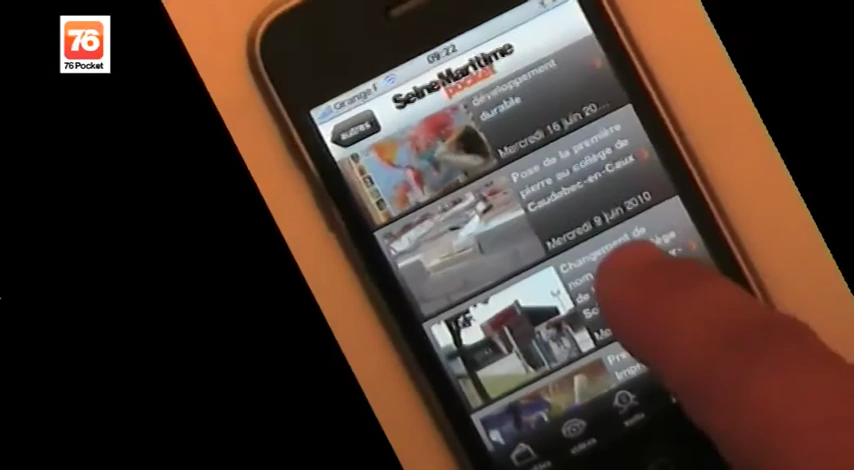 76
76 Pocket
Orange F
09:22
Seine Maritime
pocket
autres
développement
durable
Mercredi 16 juin 20...
Pose de la première
pierre au collège de
Caudebec-en-Caux
Mercredi 9 juin 2010
Changement de
nom
de